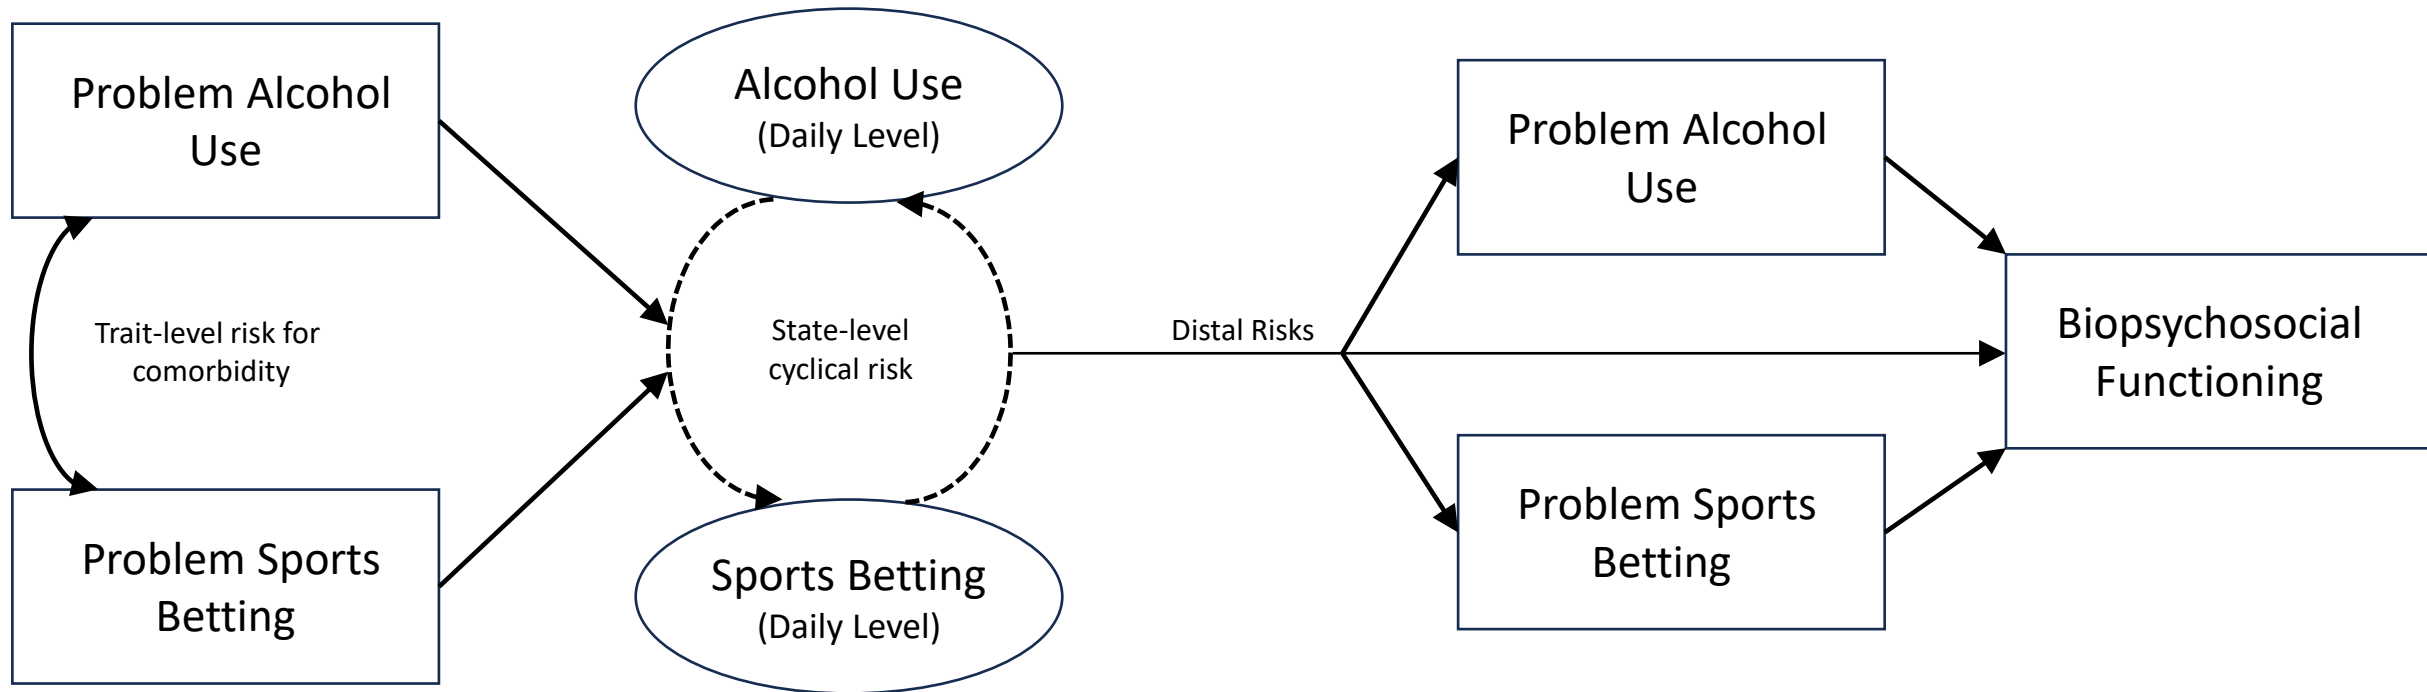 Problem Alcohol
Use
Trait-level risk for
comorbidity
Problem Sports
Betting
Alcohol Use
(Daily Level)
State-level
cyclical risk
Sports Betting
(Daily Level)
Distal Risks
Problem Alcohol
Use
Problem Sports
Betting
Biopsychosocial
Functioning